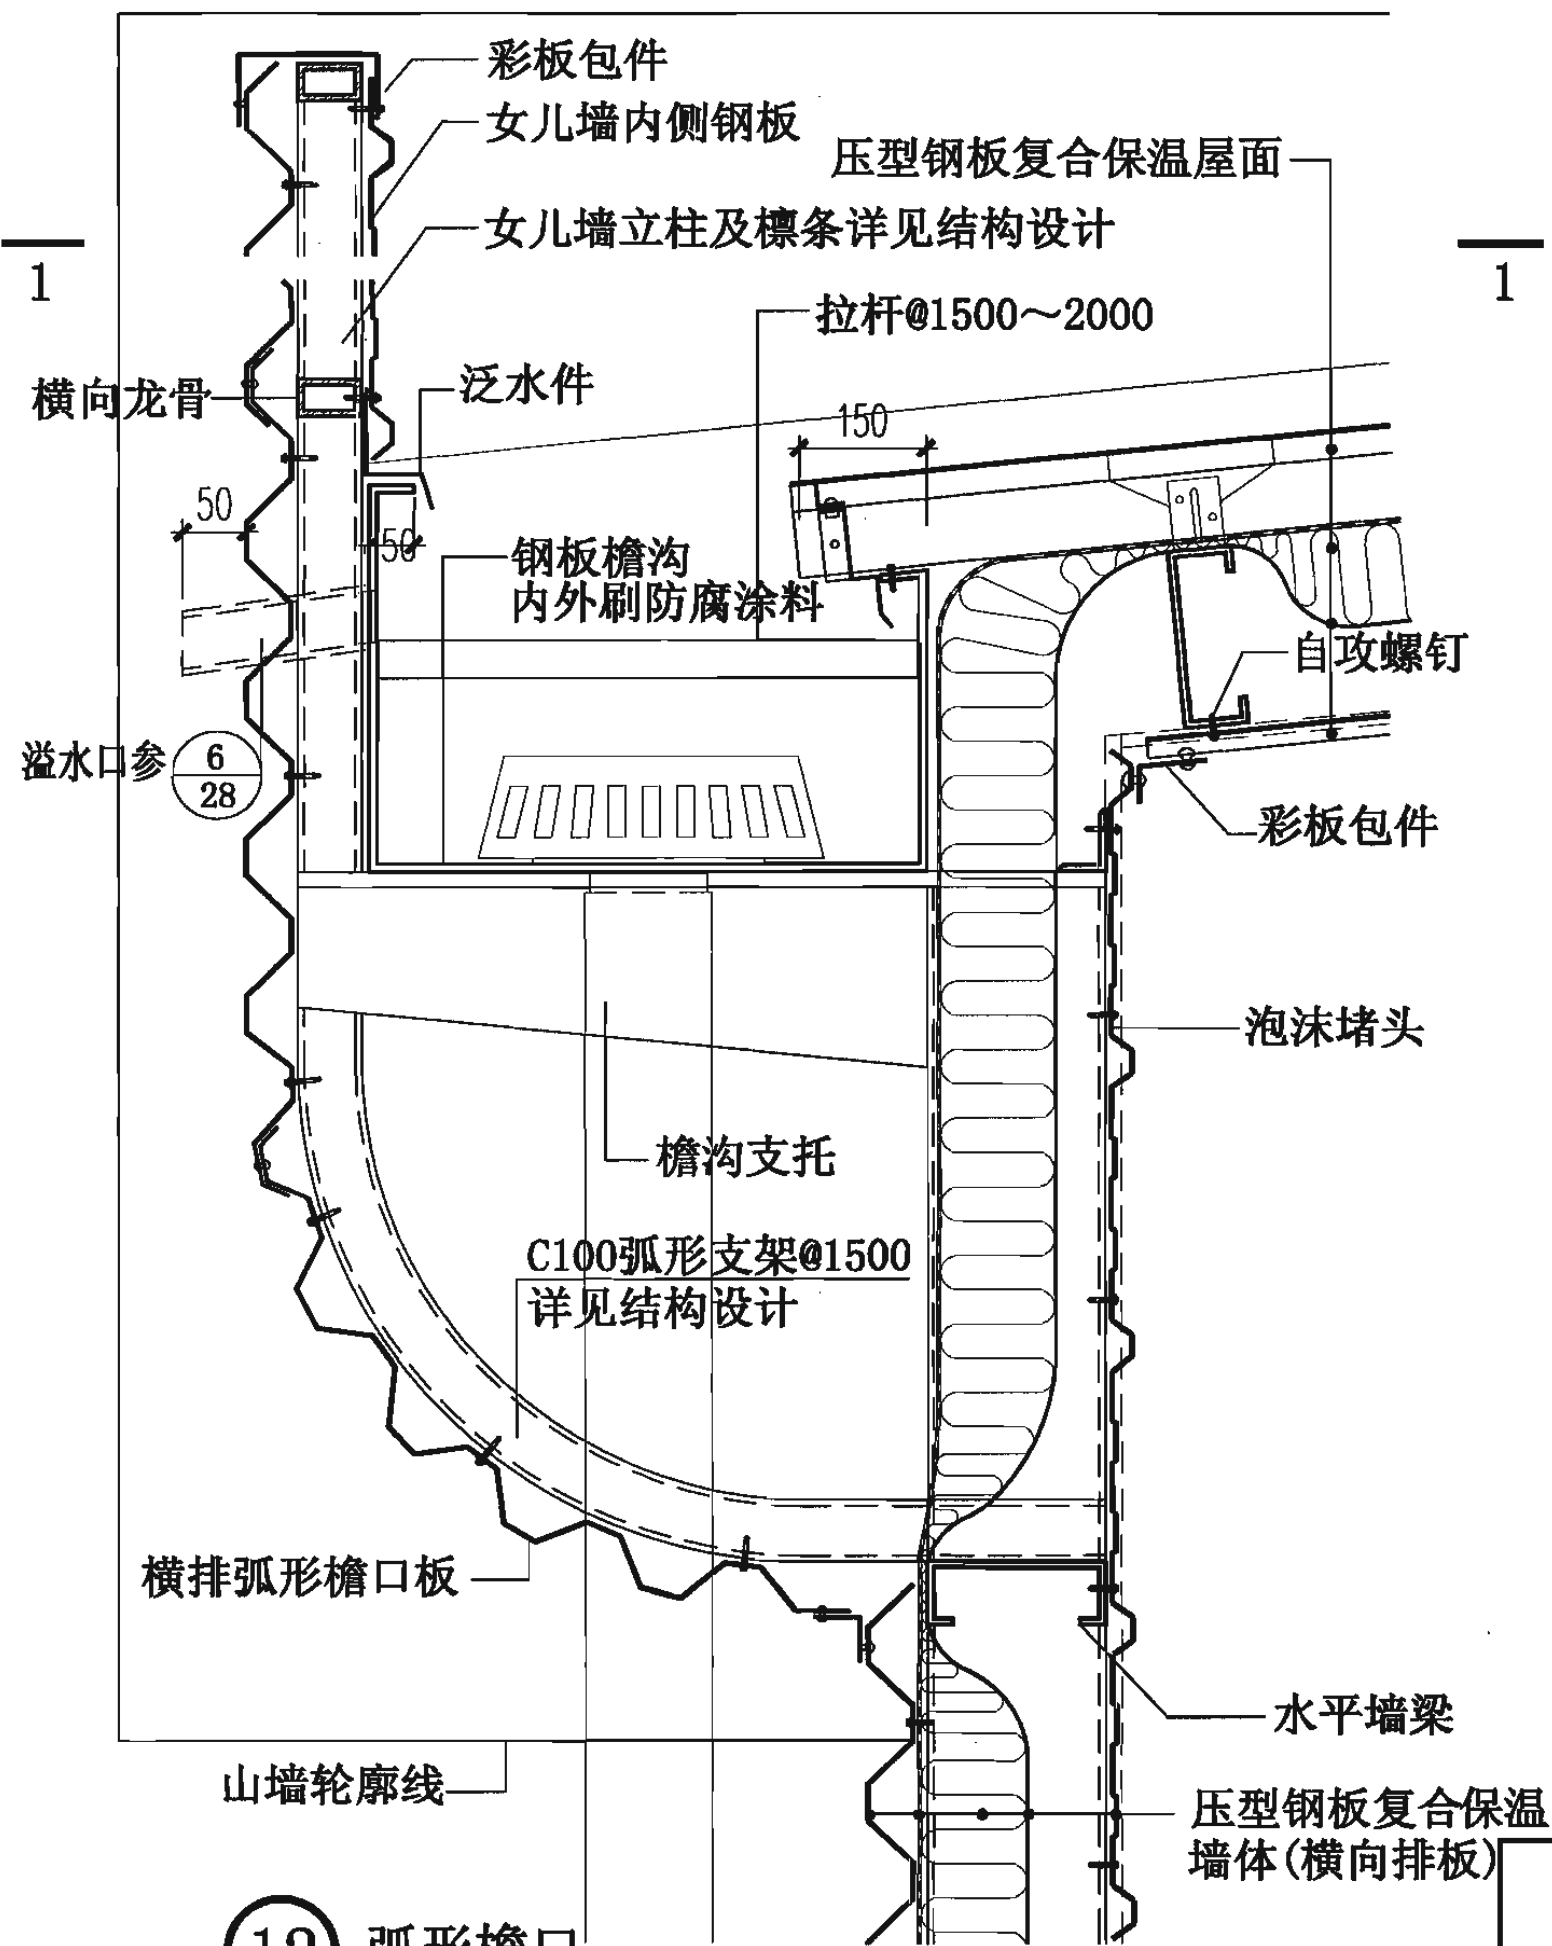 彩板包件
女儿墙内侧钢板
压型钢板复合保温屋面
女儿墙立柱及檩条详见结构设计
1
1
拉杆@1500～2000
泛水件
横向龙骨
150
50
50
钢板檐沟
内外刷防腐涂料
自攻螺钉
溢水口参
6
28
彩板包件
泡沫堵头
檐沟支托
C100弧形支架@1500
详见结构设计
横排弧形檐口板
水平墙梁
山墙轮廓线
压型钢板复合保温
墙体(横向排板)
弧形檐口